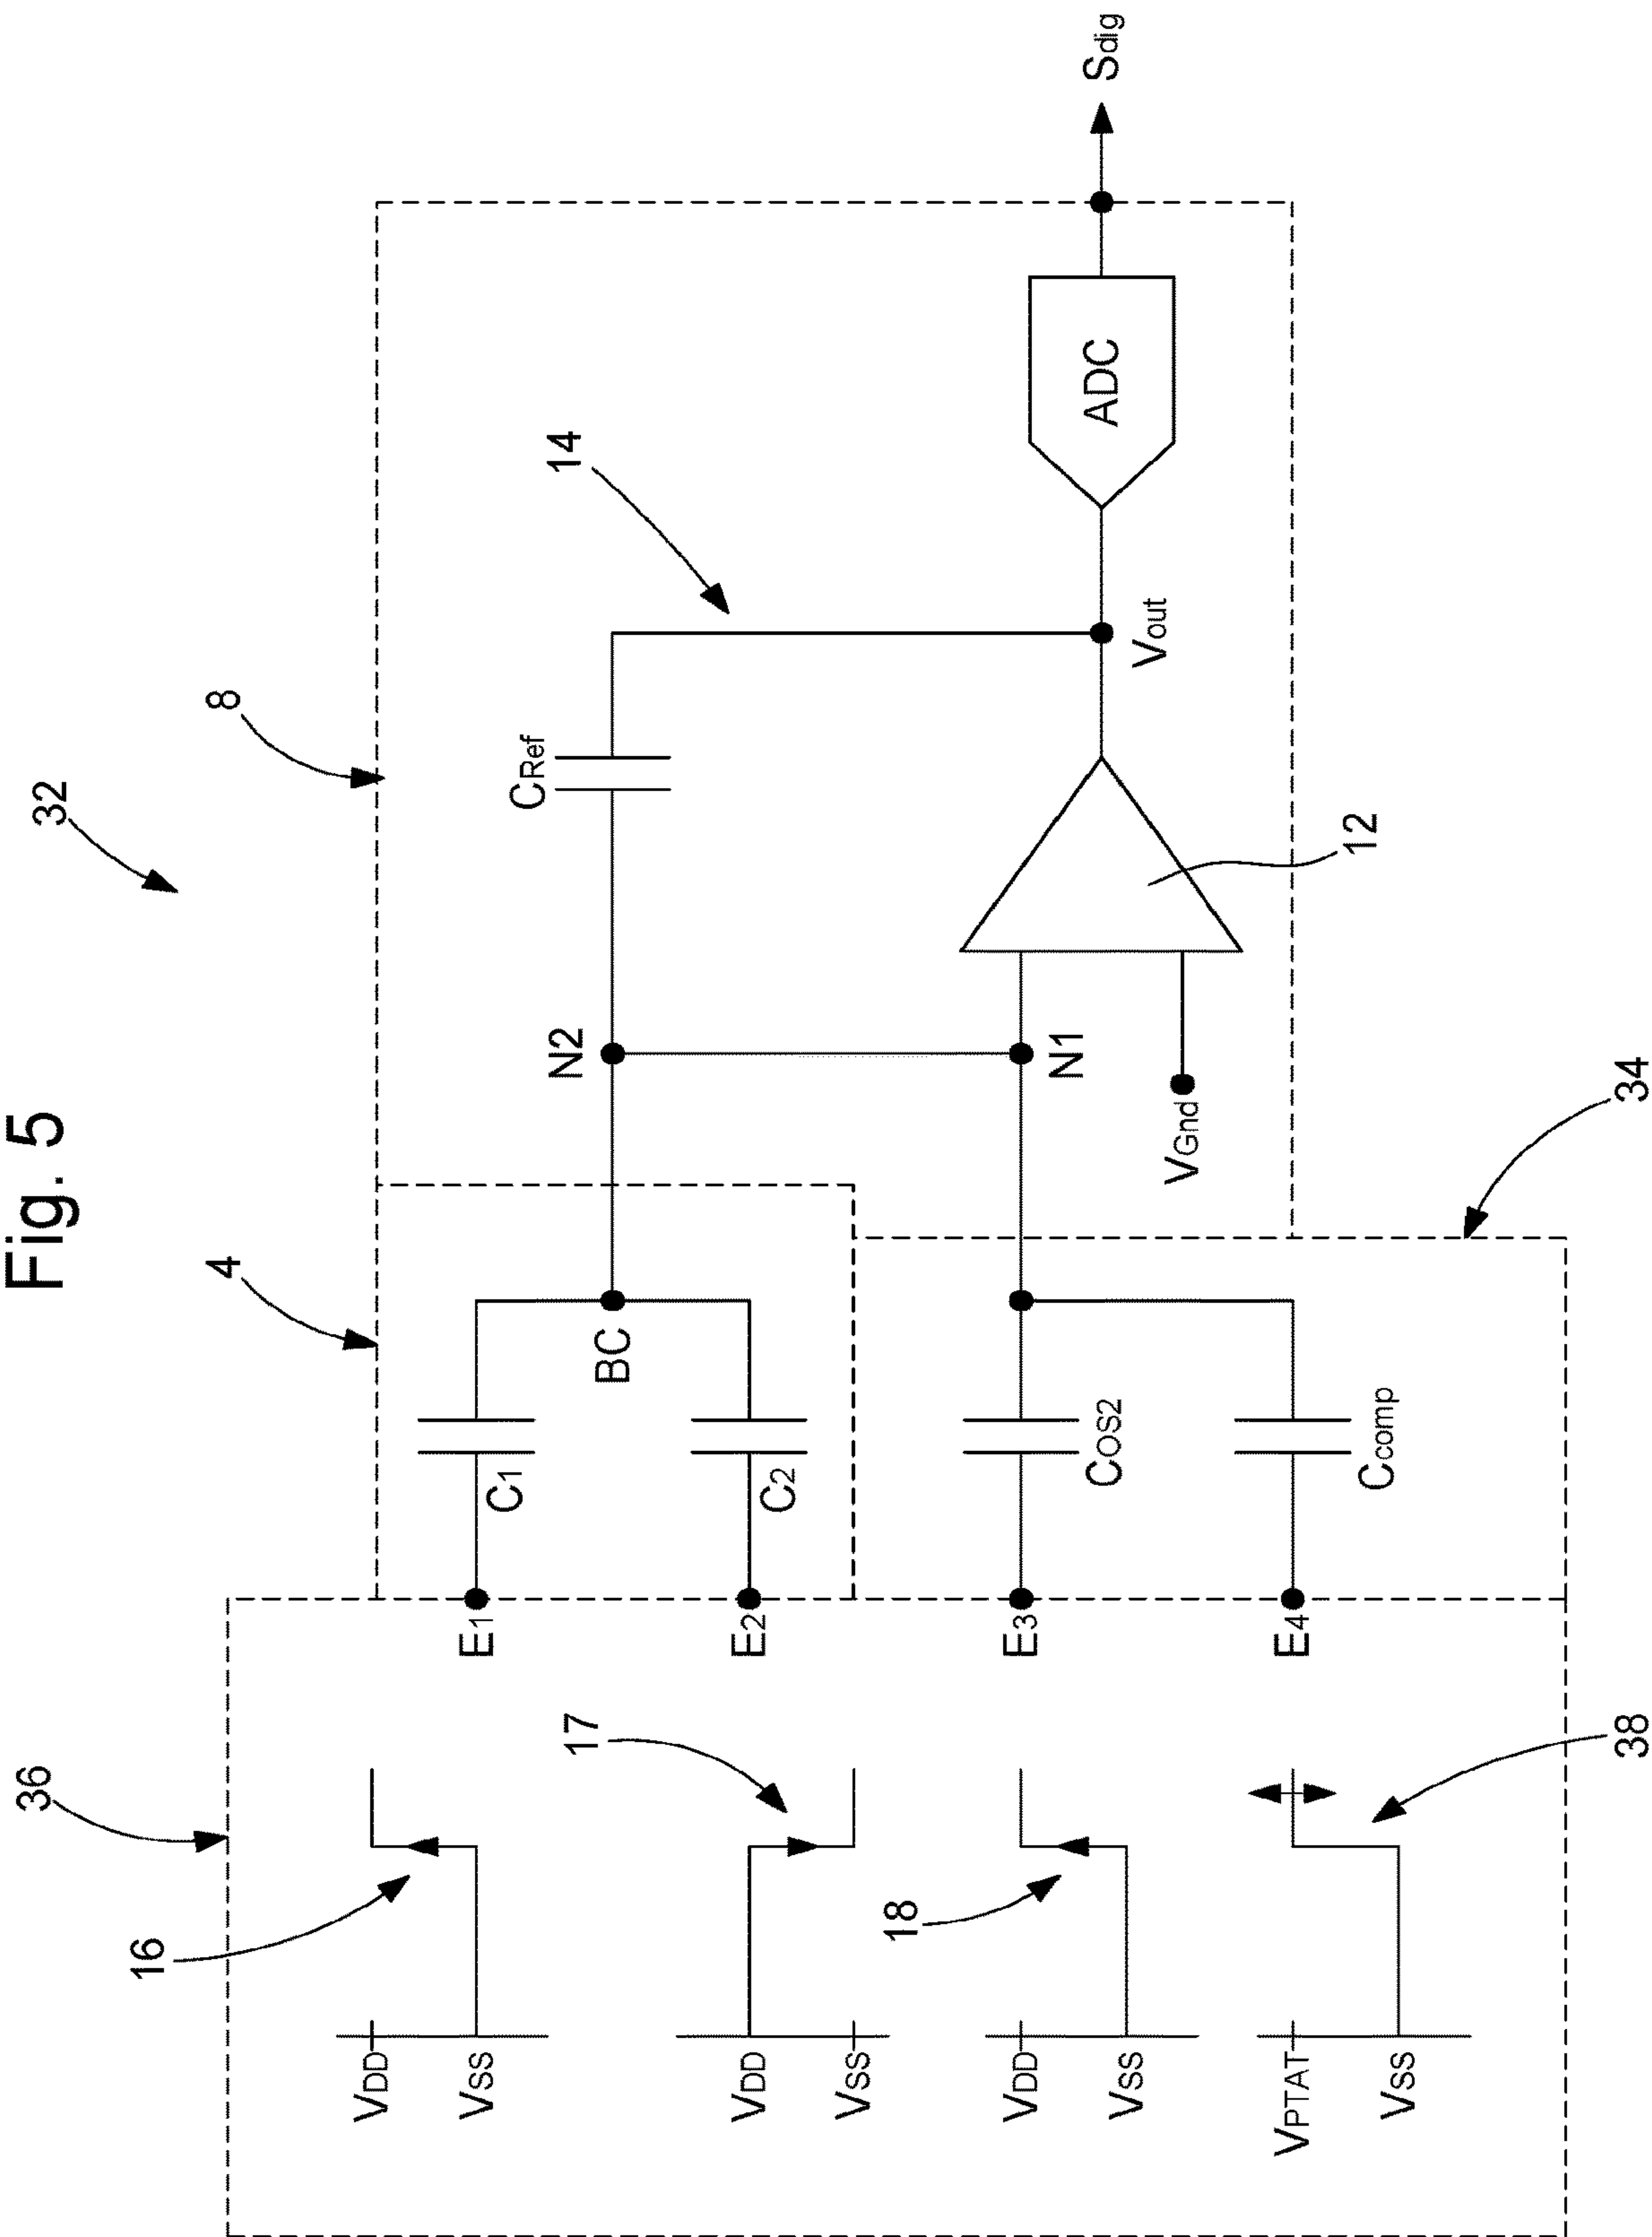 Fig. 5
32
36
4
8
14
16
17
18
38
34
12
VDD
VSS
VDD
VSS
VDD
VSS
VPTAT
VSS
E1
E2
E3
E4
C1
C2
BC
COS2
Ccomp
N2
N1
CRef
VGnd
Vout
ADC
Sdig